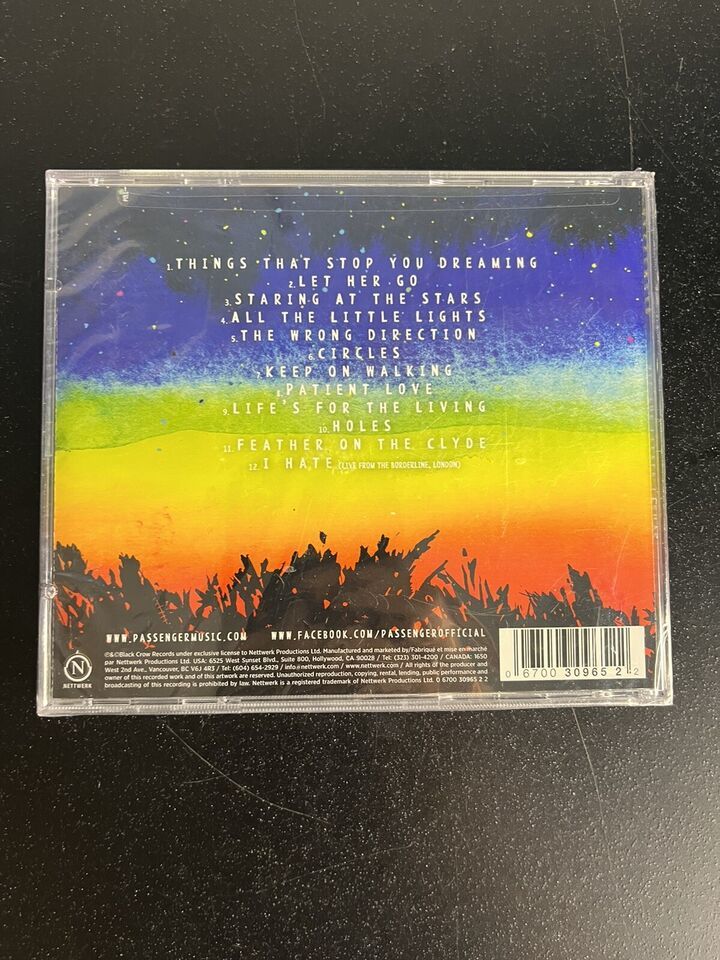 1. THINGS THAT STOP YOU DREAMING
2. LET HER GO
3. STARING AT THE STARS
4. ALL THE LITTLE LIGHTS
5. THE WRONG DIRECTION
6. CIRCLES
7. KEEP ON WALKING
8. PATIENT LOVE
9. LIFE'S FOR THE LIVING
10. HOLES
11. FEATHER ON THE CLYDE
12. I HATE (LIVE FROM THE BORDERLINE, LONDON)
WWW.PASSENGERMUSIC.COM WWW.FACEBOOK.COM/PASSENGEROFFICIAL
℗&©Black Crow Records under exclusive license to Nettwerk Productions Ltd. Manufactured and marketed by/Fabriqué et mise en marché
par Nettwerk Productions Ltd. USA: 6525 West Sunset Blvd., Suite 800, Hollywood, CA 90028 / Tel: (321) 301-4200 / CANADA: 1650
West 2nd Ave., Vancouver, BC V6J 4R3 / Tel: (604) 654-2929 / info@nettwerk.com / www.nettwerk.com / All rights of the producer and
owner of this recorded work and of this artwork are reserved. Unauthorized reproduction, copying, rental, lending, public performance and
broadcasting of this recording is prohibited by law. Nettwerk is a registered trademark of Nettwerk Productions Ltd. 0 6700 30965 2 2
N
NETTWERK
0 6700 30965 2 2